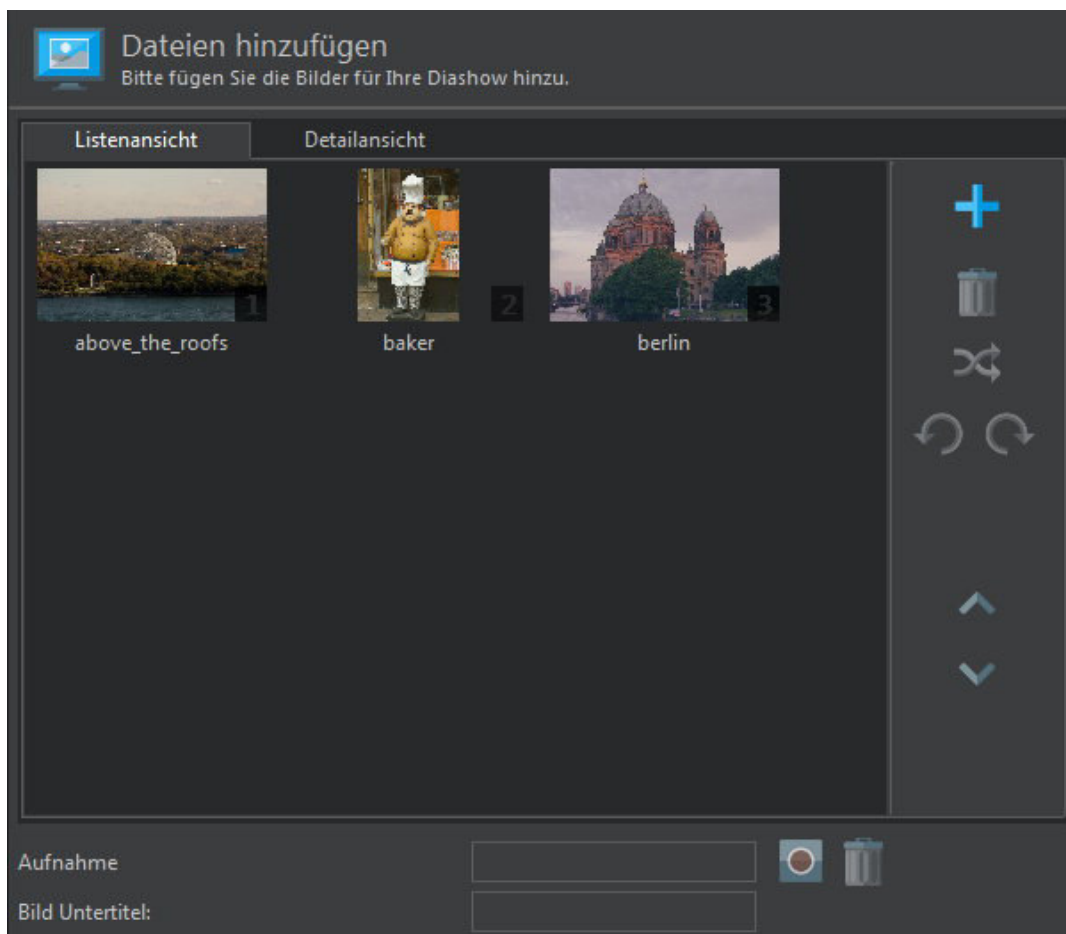 Dateien hinzufügen
Bitte fügen Sie die Bilder für Ihre Diashow hinzu.
Listenansicht Detailansicht
1 2 3
above_the_roofs baker berlin
Aufnahme
Bild Untertitel: